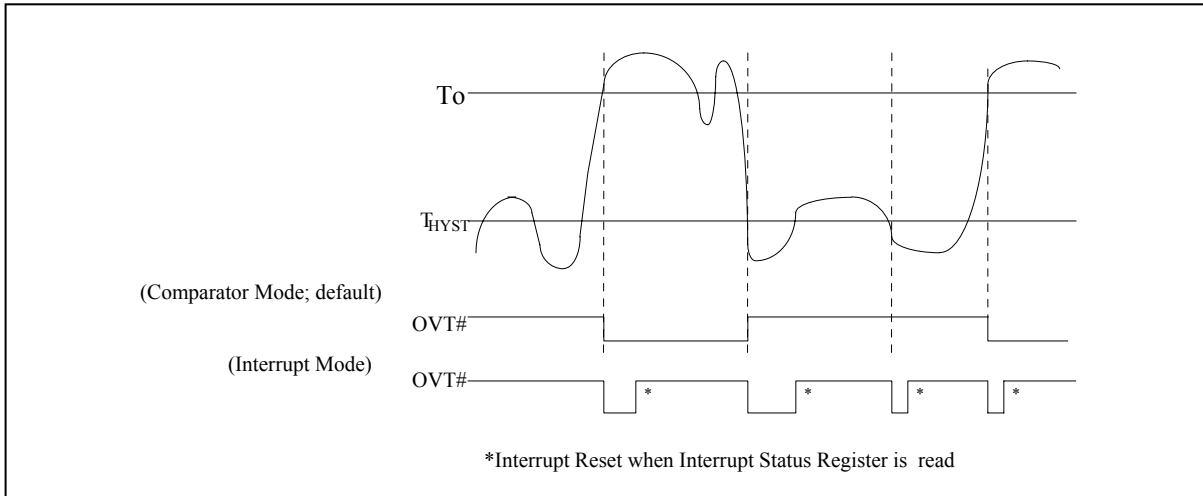 To
THYST
(Comparator Mode; default)
OVT#
(Interrupt Mode)
OVT#
* * * *
*Interrupt Reset when Interrupt Status Register is read